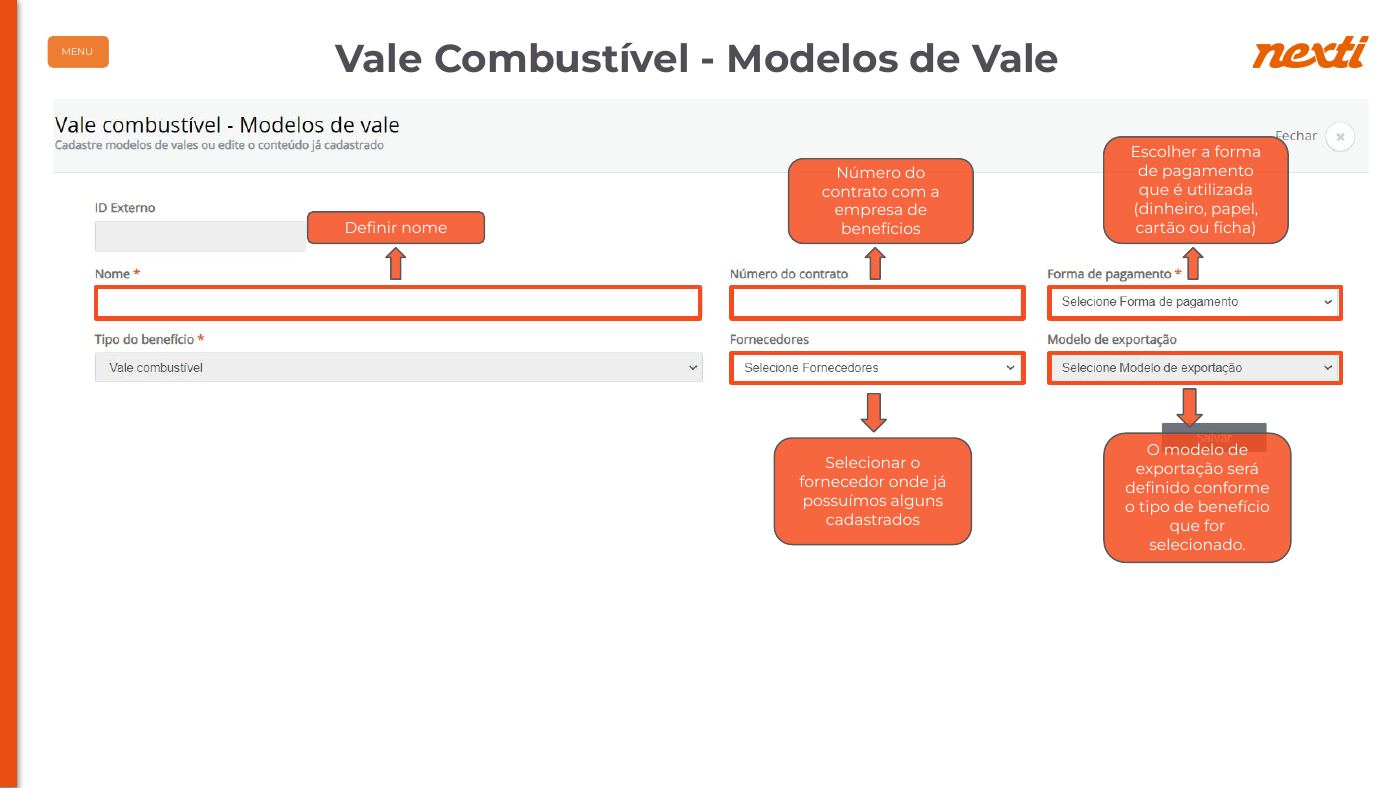 MENU
Vale Combustível - Modelos de Vale
nexti
Vale combustível - Modelos de vale
Cadastre modelos de vales ou edite o conteúdo já cadastrado
Fechar
Escolher a forma
de pagamento
que é utilizada
(dinheiro, papel,
cartão ou ficha)
Número do
contrato com a
empresa de
benefícios
ID Externo
Definir nome
Nome *
Número do contrato
Forma de pagamento *
Selecione Forma de pagamento
Tipo do benefício *
Fornecedores
Modelo de exportação
Vale combustível
Selecione Fornecedores
Selecione Modelo de exportação
Salvar
Selecionar o
fornecedor onde já
possuímos alguns
cadastrados
O modelo de
exportação será
definido conforme
o tipo de benefício
que for
selecionado.